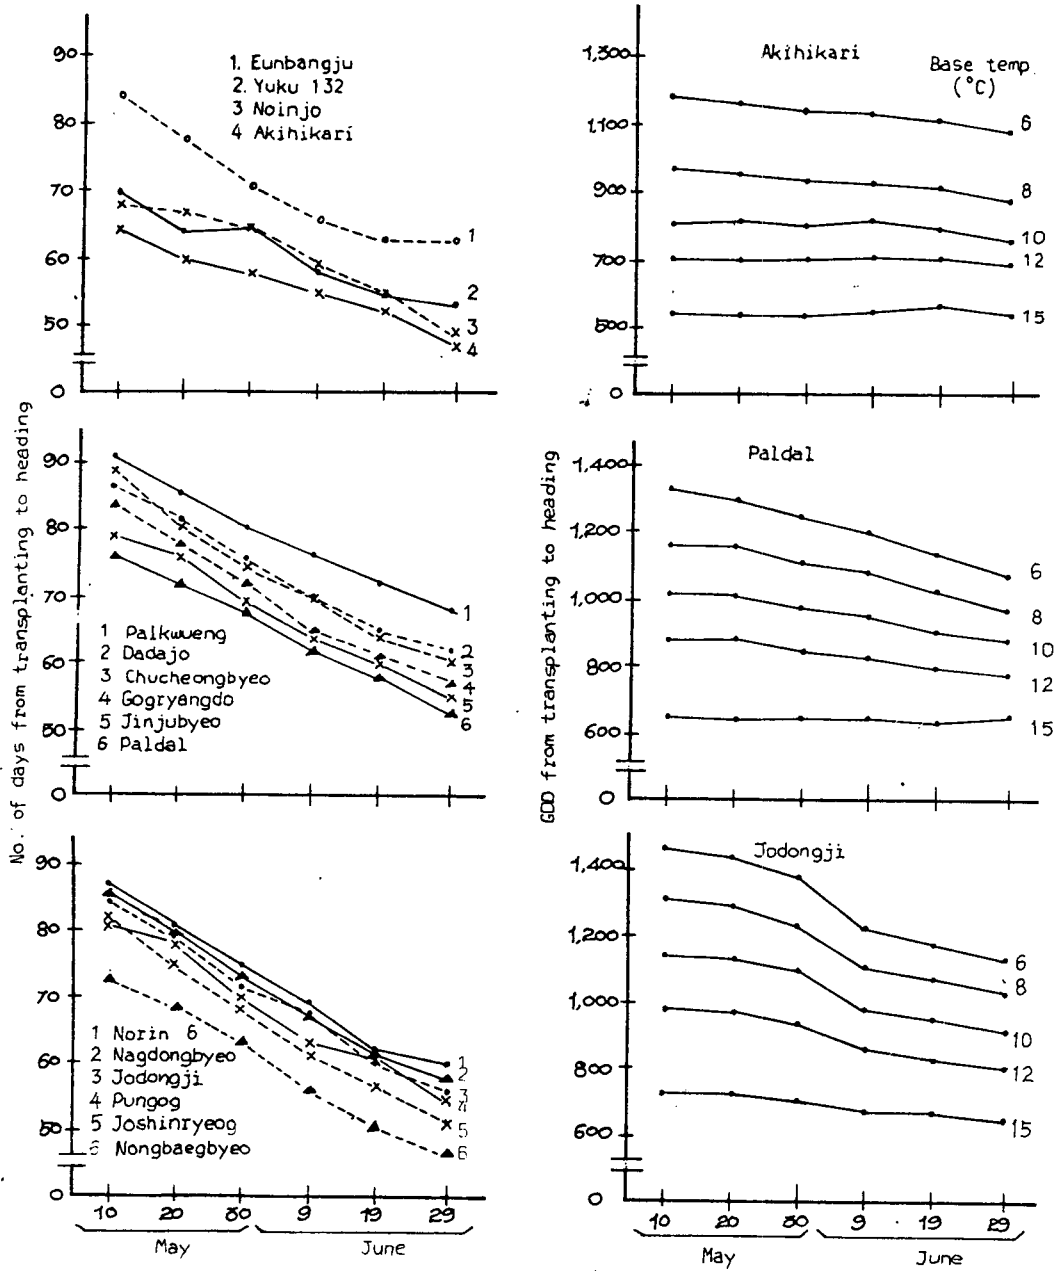 No. of days from transplanting to heading
90
80
70
60
50
0
1. Eunbangju
2. Yuku 132
3 Noinjo
4 Akihikari
1
2
3
4
90
80
70
60
50
0
1 Palkwueng
2 Dadajo
3 Chucheongbyeo
4 Gogryangdo
5 Jinjubyeo
6 Paldal
1
2
3
4
5
6
90
80
70
60
50
0
1 Norin 6
2 Nagdongbyeo
3 Jodongji
4 Pungog
5 Joshinryeog
6 Nongbaegbyeo
1
2
3
4
5
6
10 20 30 9 19 29
May June
GDD from transplanting to heading
1,300
1,100
900
700
500
0
Akihikari
Base temp
(°C)
6
8
10
12
15
1,400
1,200
1,000
800
600
0
Paldal
6
8
10
12
15
1,400
1,200
1,000
800
600
0
Jodongji
6
8
10
12
15
10 20 30 9 19 29
May June